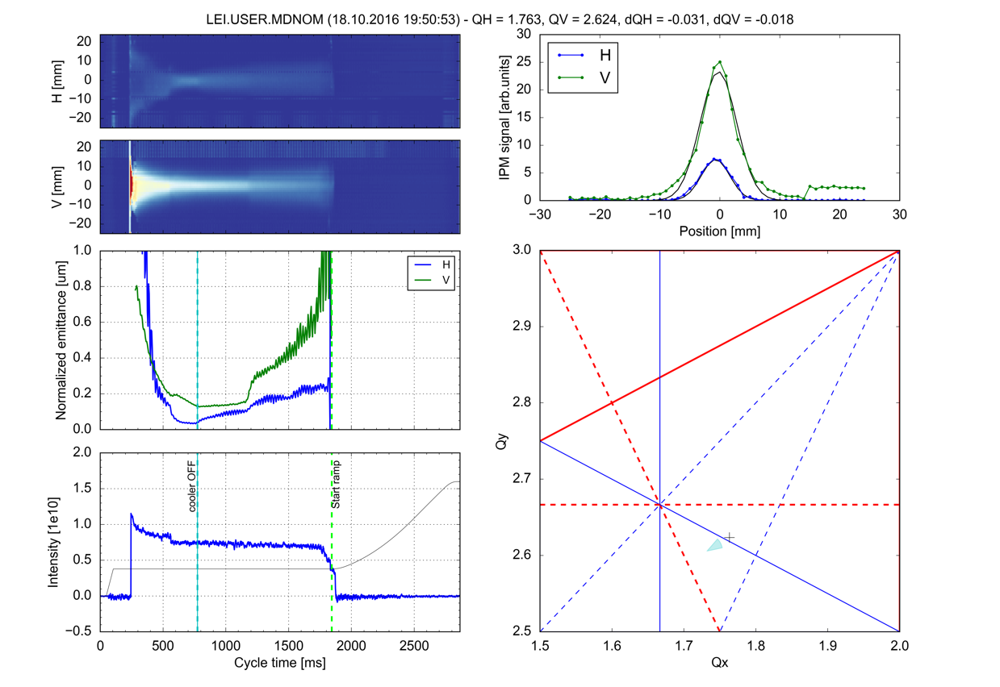 LEI.USER.MDNOM (18.10.2016 19:50:53) - QH = 1.763, QV = 2.624, dQH = -0.031, dQV = -0.018
H [mm]
20
10
0
−10
−20
V [mm]
20
10
0
−10
−20
IPM signal [arb.units]
30
25
20
15
10
5
0
H
V
−30 −20 −10 0 10 20 30
Position [mm]
Normalized emittance [um]
1.0
0.8
0.6
0.4
0.2
0.0
H
V
Intensity [1e10]
2.0
1.5
1.0
0.5
0.0
−0.5
cooler OFF
Start ramp
0 500 1000 1500 2000 2500
Cycle time [ms]
Qy
3.0
2.9
2.8
2.7
2.6
2.5
1.5 1.6 1.7 1.8 1.9 2.0
Qx